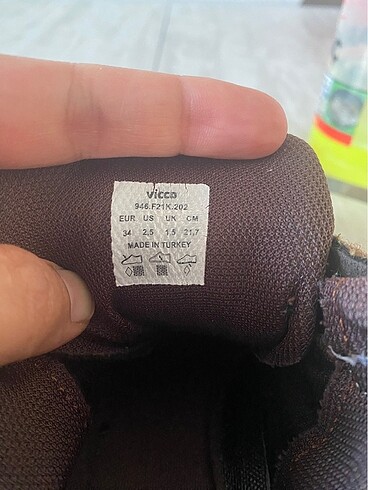 vicco
946.F21K.202
EUR US UK CM
34 2.5 1.5 21.7
MADE IN TURKEY